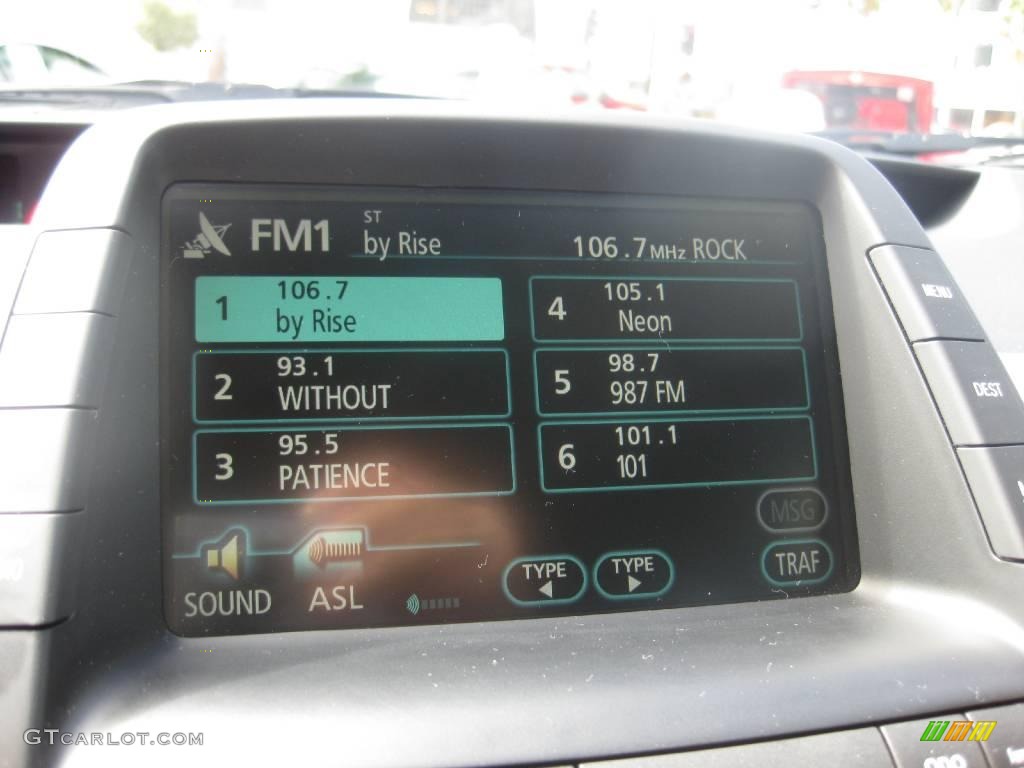 FM1 ST by Rise 106.7 MHz ROCK
1 106.7 by Rise
2 93.1 WITHOUT
3 95.5 PATIENCE
4 105.1 Neon
5 98.7 987 FM
6 101.1 101
MSG
SOUND ASL TYPE TYPE TRAF
MENU
DEST
GTCARLOT.COM